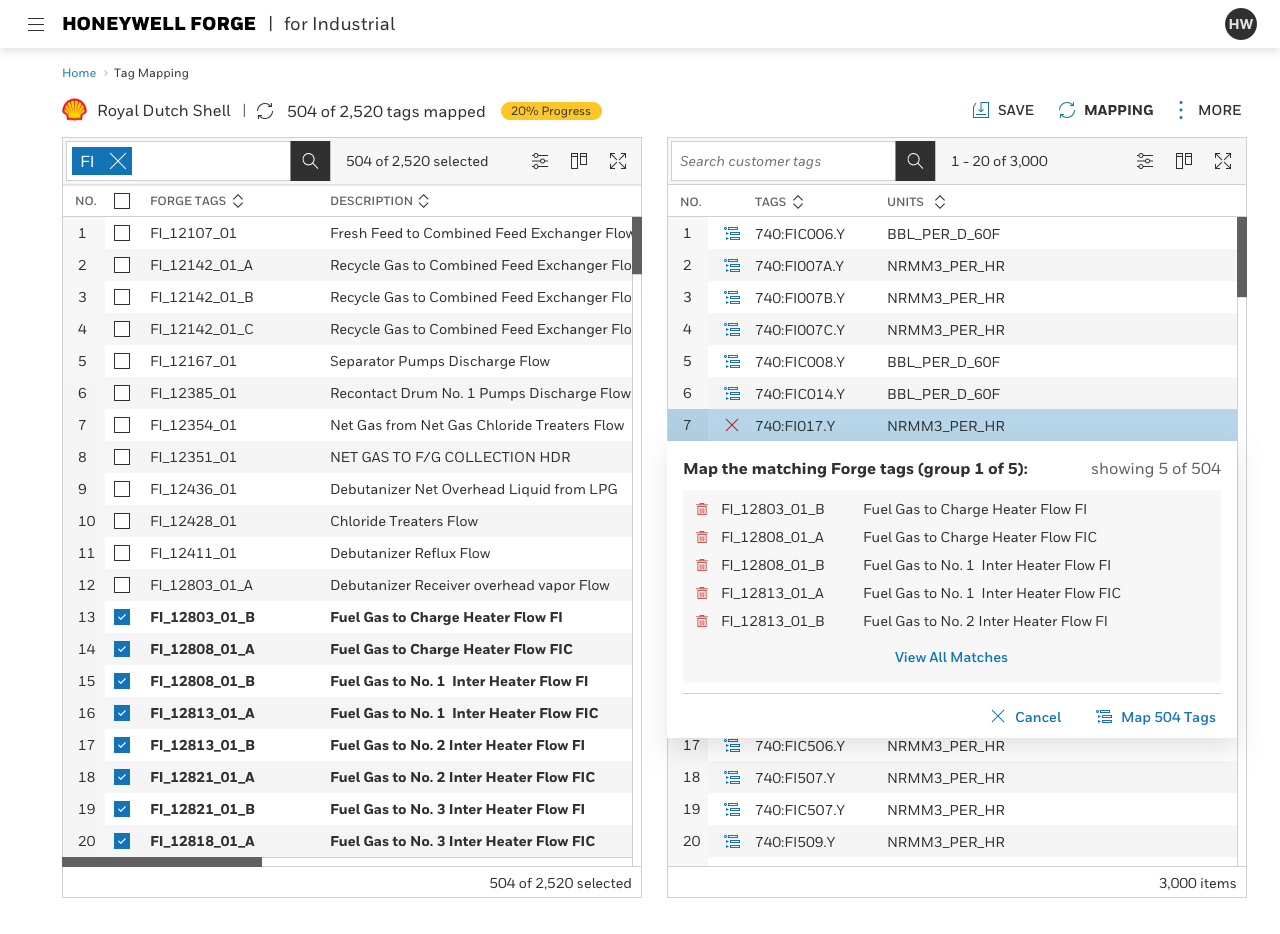 HONEYWELL FORGE | for Industrial
HW
Home › Tag Mapping
Royal Dutch Shell | 504 of 2,520 tags mapped 20% Progress
SAVE MAPPING MORE
FI 504 of 2,520 selected
NO. FORGE TAGS DESCRIPTION
1 FI_12107_01 Fresh Feed to Combined Feed Exchanger Flow
2 FI_12142_01_A Recycle Gas to Combined Feed Exchanger Flo
3 FI_12142_01_B Recycle Gas to Combined Feed Exchanger Flo
4 FI_12142_01_C Recycle Gas to Combined Feed Exchanger Flo
5 FI_12167_01 Separator Pumps Discharge Flow
6 FI_12385_01 Recontact Drum No. 1 Pumps Discharge Flow
7 FI_12354_01 Net Gas from Net Gas Chloride Treaters Flow
8 FI_12351_01 NET GAS TO F/G COLLECTION HDR
9 FI_12436_01 Debutanizer Net Overhead Liquid from LPG
10 FI_12428_01 Chloride Treaters Flow
11 FI_12411_01 Debutanizer Reflux Flow
12 FI_12803_01_A Debutanizer Receiver overhead vapor Flow
13 FI_12803_01_B Fuel Gas to Charge Heater Flow FI
14 FI_12808_01_A Fuel Gas to Charge Heater Flow FIC
15 FI_12808_01_B Fuel Gas to No. 1 Inter Heater Flow FI
16 FI_12813_01_A Fuel Gas to No. 1 Inter Heater Flow FIC
17 FI_12813_01_B Fuel Gas to No. 2 Inter Heater Flow FI
18 FI_12821_01_A Fuel Gas to No. 2 Inter Heater Flow FIC
19 FI_12821_01_B Fuel Gas to No. 3 Inter Heater Flow FI
20 FI_12818_01_A Fuel Gas to No. 3 Inter Heater Flow FIC
504 of 2,520 selected
Search customer tags 1 - 20 of 3,000
NO. TAGS UNITS
1 740:FIC006.Y BBL_PER_D_60F
2 740:FI007A.Y NRMM3_PER_HR
3 740:FI007B.Y NRMM3_PER_HR
4 740:FI007C.Y NRMM3_PER_HR
5 740:FIC008.Y BBL_PER_D_60F
6 740:FIC014.Y BBL_PER_D_60F
7 740:FI017.Y NRMM3_PER_HR
Map the matching Forge tags (group 1 of 5): showing 5 of 504
FI_12803_01_B Fuel Gas to Charge Heater Flow FI
FI_12808_01_A Fuel Gas to Charge Heater Flow FIC
FI_12808_01_B Fuel Gas to No. 1 Inter Heater Flow FI
FI_12813_01_A Fuel Gas to No. 1 Inter Heater Flow FIC
FI_12813_01_B Fuel Gas to No. 2 Inter Heater Flow FI
View All Matches
Cancel Map 504 Tags
17 740:FIC506.Y NRMM3_PER_HR
18 740:FI507.Y NRMM3_PER_HR
19 740:FIC507.Y NRMM3_PER_HR
20 740:FI509.Y NRMM3_PER_HR
3,000 items